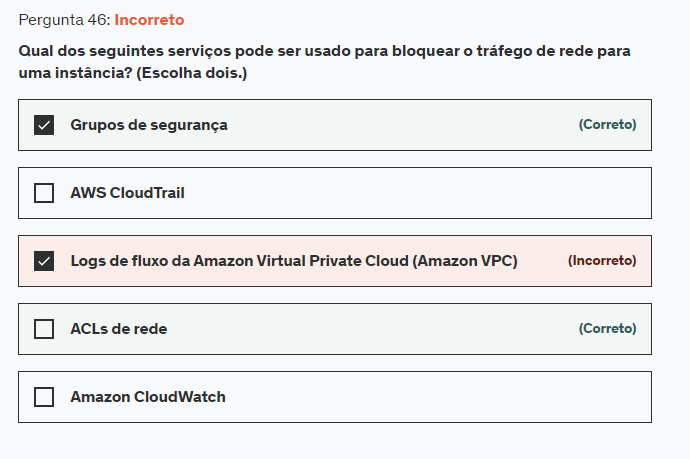 Pergunta 46: Incorreto
Qual dos seguintes serviços pode ser usado para bloquear o tráfego de rede para
uma instância? (Escolha dois.)
Grupos de segurança (Correto)
AWS CloudTrail
Logs de fluxo da Amazon Virtual Private Cloud (Amazon VPC) (Incorreto)
ACLs de rede (Correto)
Amazon CloudWatch